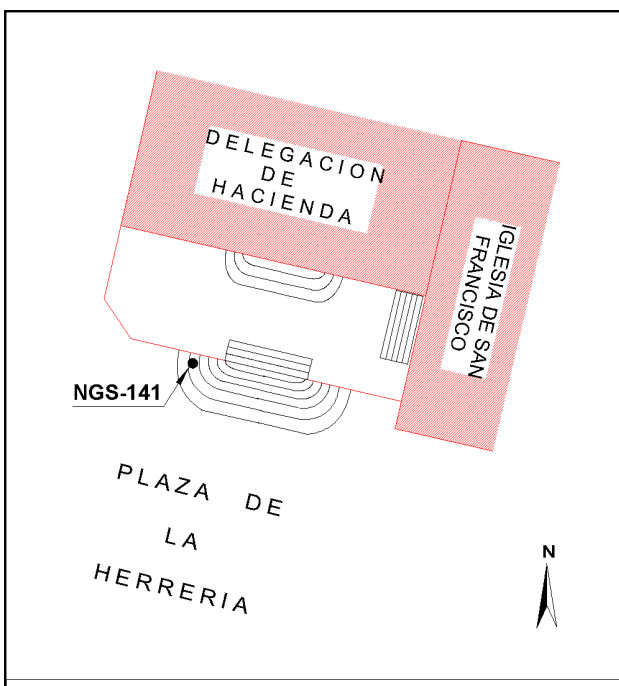 DELEGACION
DE
HACIENDA
IGLESIA DE SAN
FRANCISCO
NGS-141
PLAZA DE
LA
HERRERIA
N